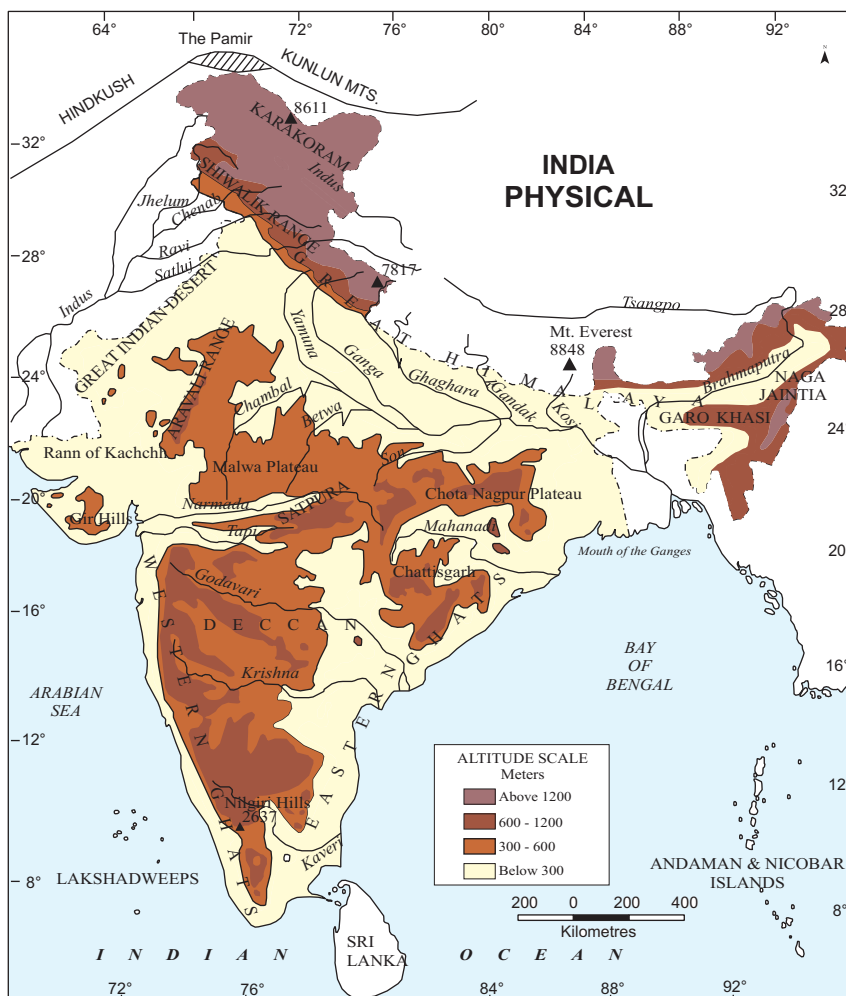 64° 68° 72° 76° 80° 84° 88° 92°
The Pamir
N
HINDKUSH
KUNLUN MTS.
8611
KARAKORAM
Indus
32°
INDIA
PHYSICAL
32
SHIWALIK RANGE
Jhelum
Chenab
Ravi
Satluj
28°
7817
GREAT HIMALAYA
Tsangpo
28
Indus
GREAT INDIAN DESERT
Mt. Everest
8848
Yamuna
Ganga
Ghaghara
Gandak
Kosi
Brahmaputra
NAGA
JAINTIA
GARO KHASI
24°
24
ARAVALI RANGE
Chambal
Betwa
Son
Rann of Kachchh
Malwa Plateau
Chota Nagpur Plateau
20°
Narmada
SATPURA
Gir Hills
Tapio
Mahanadi
Mouth of the Ganges
20
Chattisgarh
Godavari
16°
WESTERN GHATS
DECCAN
EASTERN GHATS
Krishna
BAY
OF
BENGAL
16°
ARABIAN
SEA
12°
12
ALTITUDE SCALE
Meters
Above 1200
600 - 1200
300 - 600
Below 300
Nilgiri Hills
2637
Kaveri
LAKSHADWEEPS
8°
ANDAMAN & NICOBAR
ISLANDS
8°
200 0 200 400
Kilometres
SRI
LANKA
INDIAN OCEAN
72° 76° 84° 88° 92°